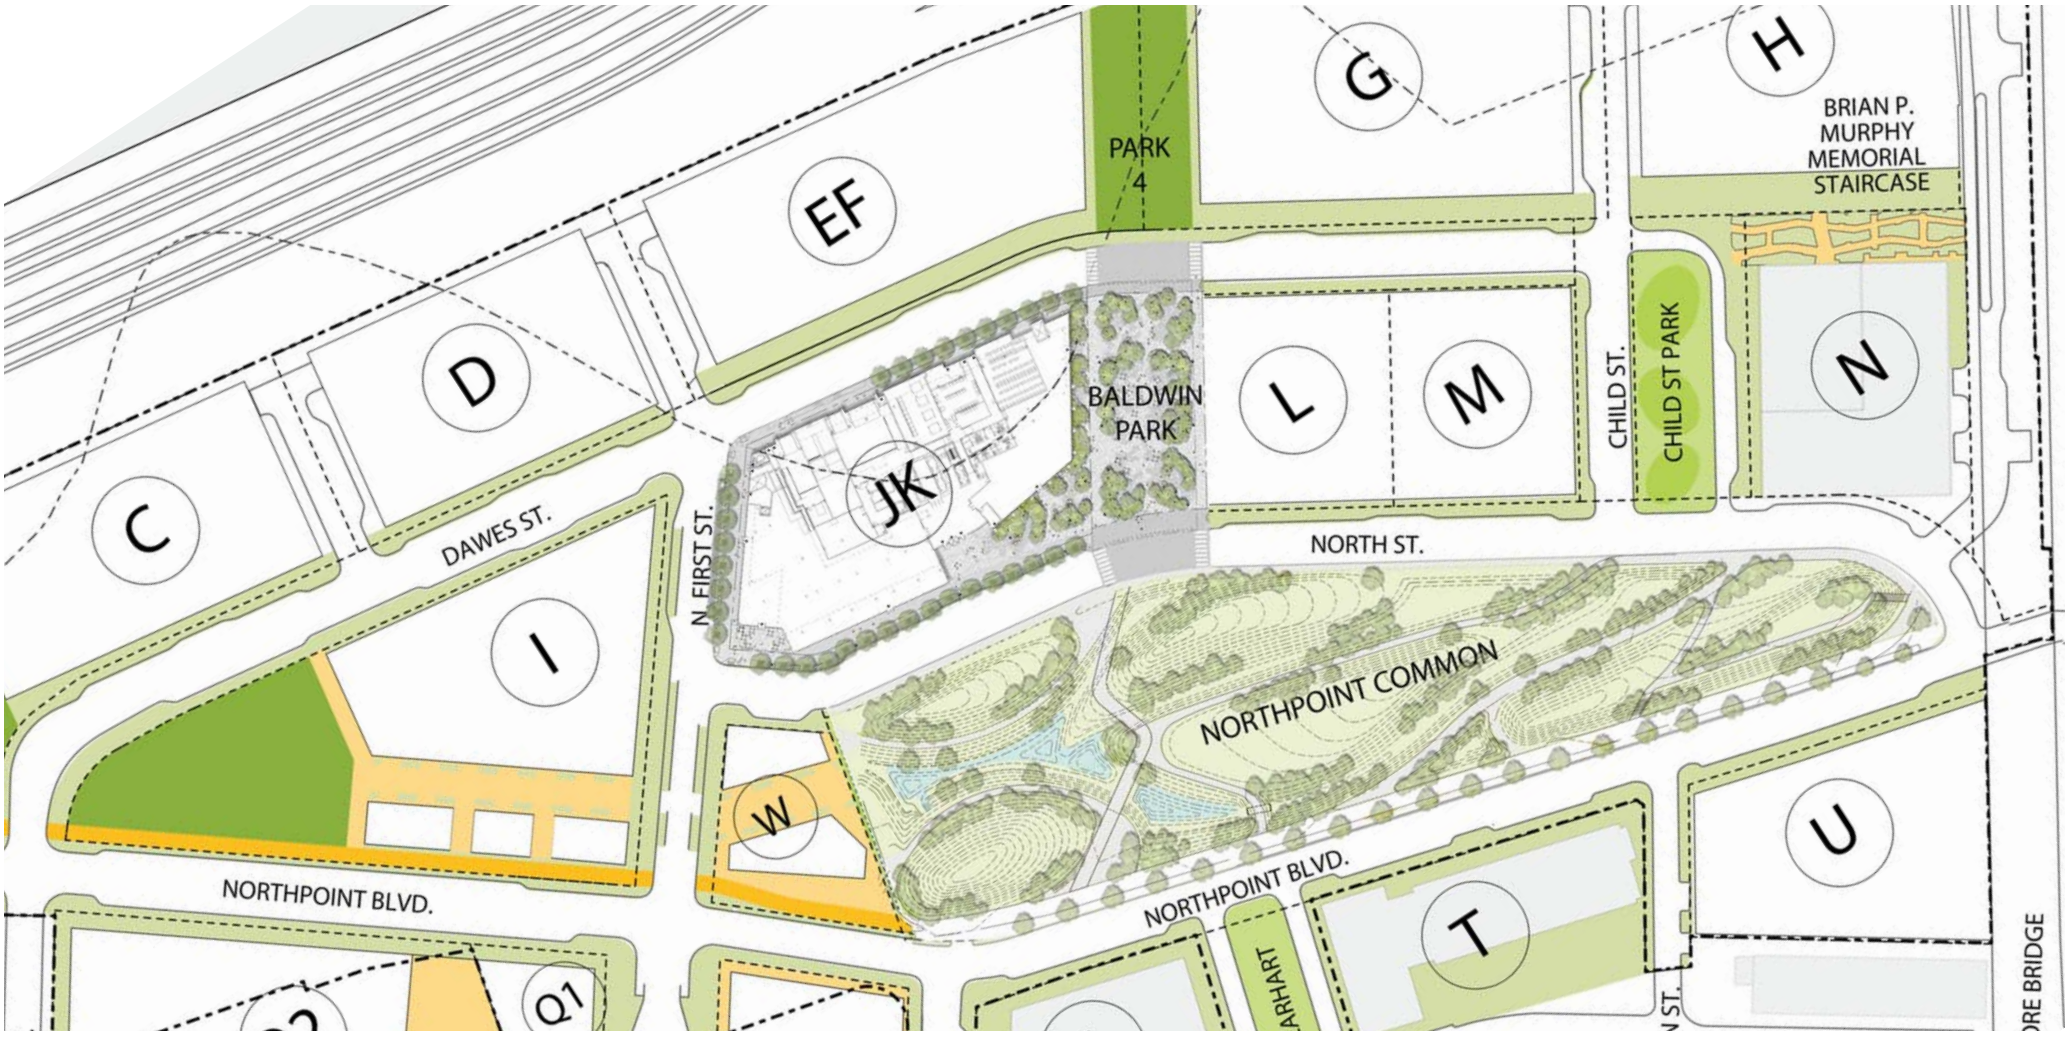 H
G
BRIAN P.
MURPHY
MEMORIAL
STAIRCASE
PARK
4
EF
D
C
BALDWIN
PARK
L
M
CHILD ST.
CHILD ST PARK
N
JK
DAWES ST.
N FIRST ST.
NORTH ST.
I
NORTHPOINT COMMON
W
U
NORTHPOINT BLVD.
NORTHPOINT BLVD.
T
Q1